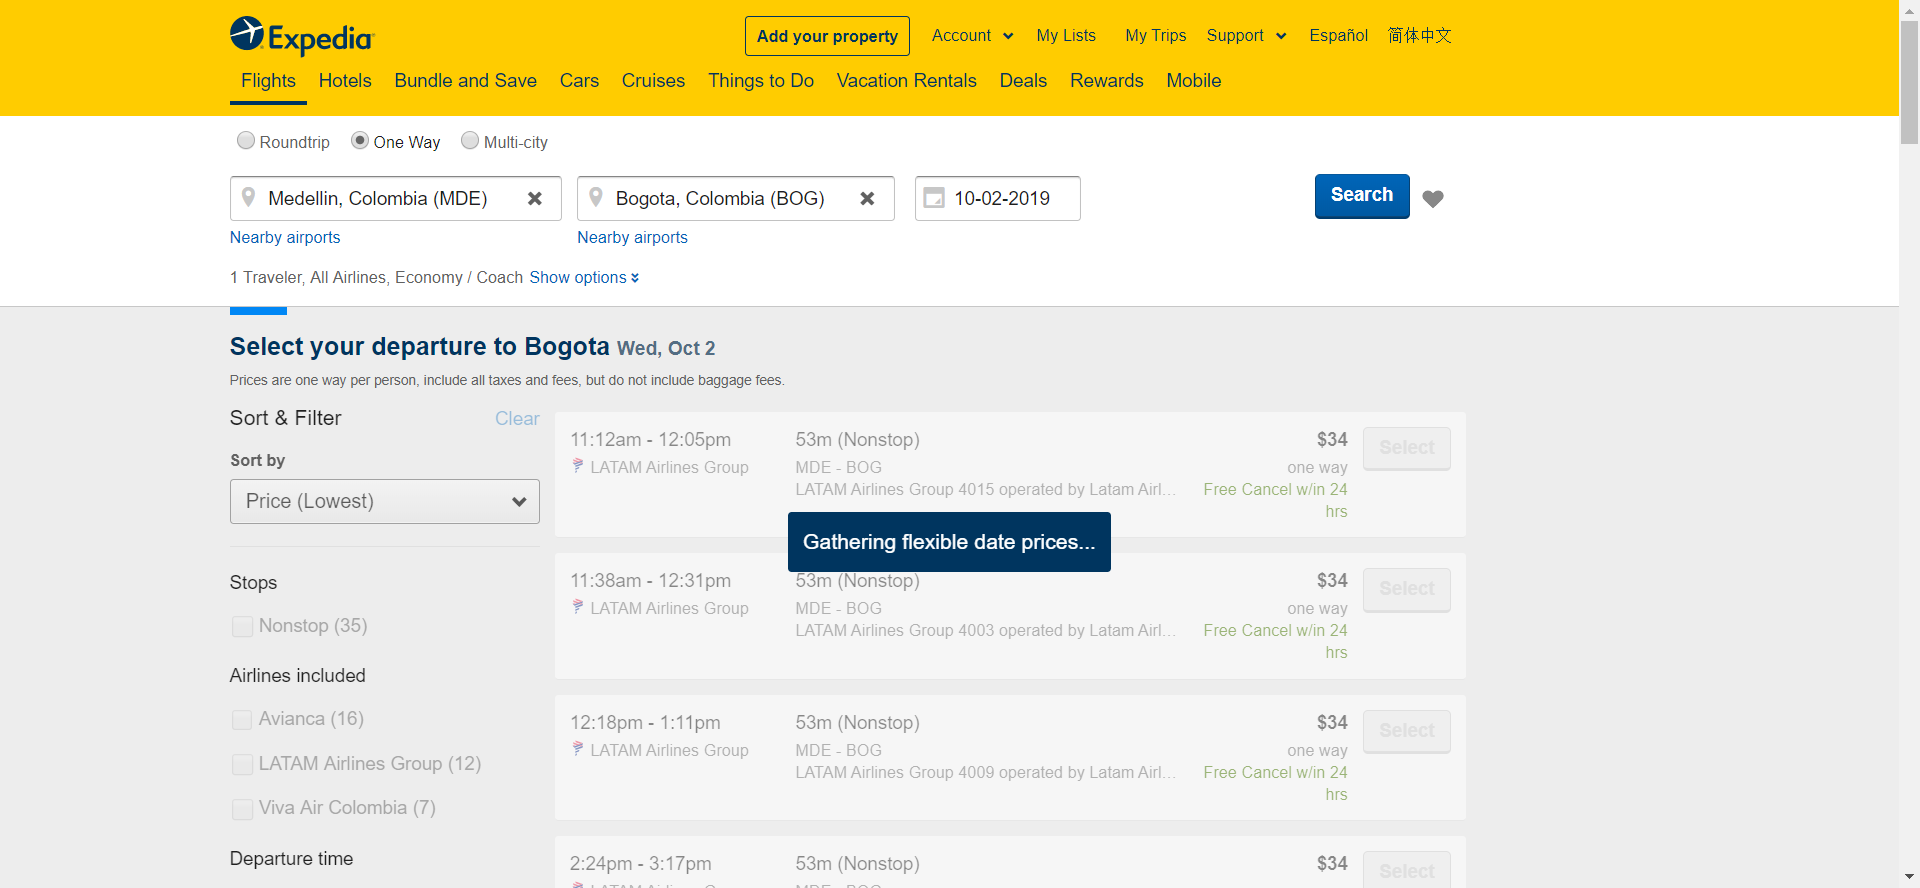 Expedia
Add your property
Account
My Lists
My Trips
Support
Español
简体中文
Flights
Hotels
Bundle and Save
Cars
Cruises
Things to Do
Vacation Rentals
Deals
Rewards
Mobile
Roundtrip
One Way
Multi-city
Medellin, Colombia (MDE)
Bogota, Colombia (BOG)
10-02-2019
Search
Nearby airports
Nearby airports
1 Traveler, All Airlines, Economy / Coach Show options
Select your departure to Bogota Wed, Oct 2
Prices are one way per person, include all taxes and fees, but do not include baggage fees.
Sort & Filter
Clear
Sort by
Price (Lowest)
Stops
Nonstop (35)
Airlines included
Avianca (16)
LATAM Airlines Group (12)
Viva Air Colombia (7)
Departure time
11:12am - 12:05pm
LATAM Airlines Group
53m (Nonstop)
MDE - BOG
LATAM Airlines Group 4015 operated by Latam Airl...
$34
one way
Free Cancel w/in 24
hrs
Select
Gathering flexible date prices...
11:38am - 12:31pm
LATAM Airlines Group
53m (Nonstop)
MDE - BOG
LATAM Airlines Group 4003 operated by Latam Airl...
$34
one way
Free Cancel w/in 24
hrs
Select
12:18pm - 1:11pm
LATAM Airlines Group
53m (Nonstop)
MDE - BOG
LATAM Airlines Group 4009 operated by Latam Airl...
$34
one way
Free Cancel w/in 24
hrs
Select
2:24pm - 3:17pm
53m (Nonstop)
$34
Select